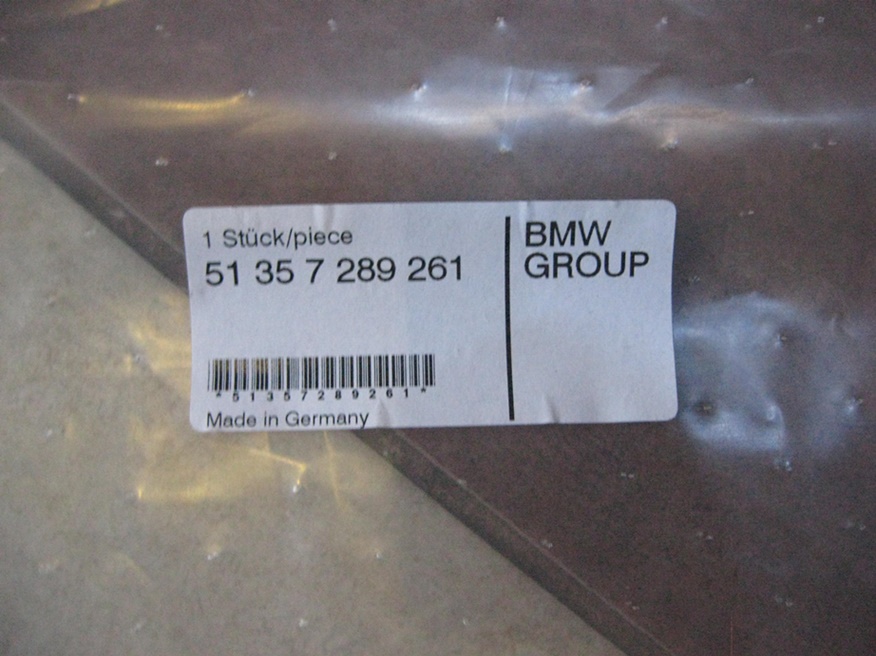 1 Stück/piece
51 35 7 289 261
*51357289261*
Made in Germany
BMW
GROUP